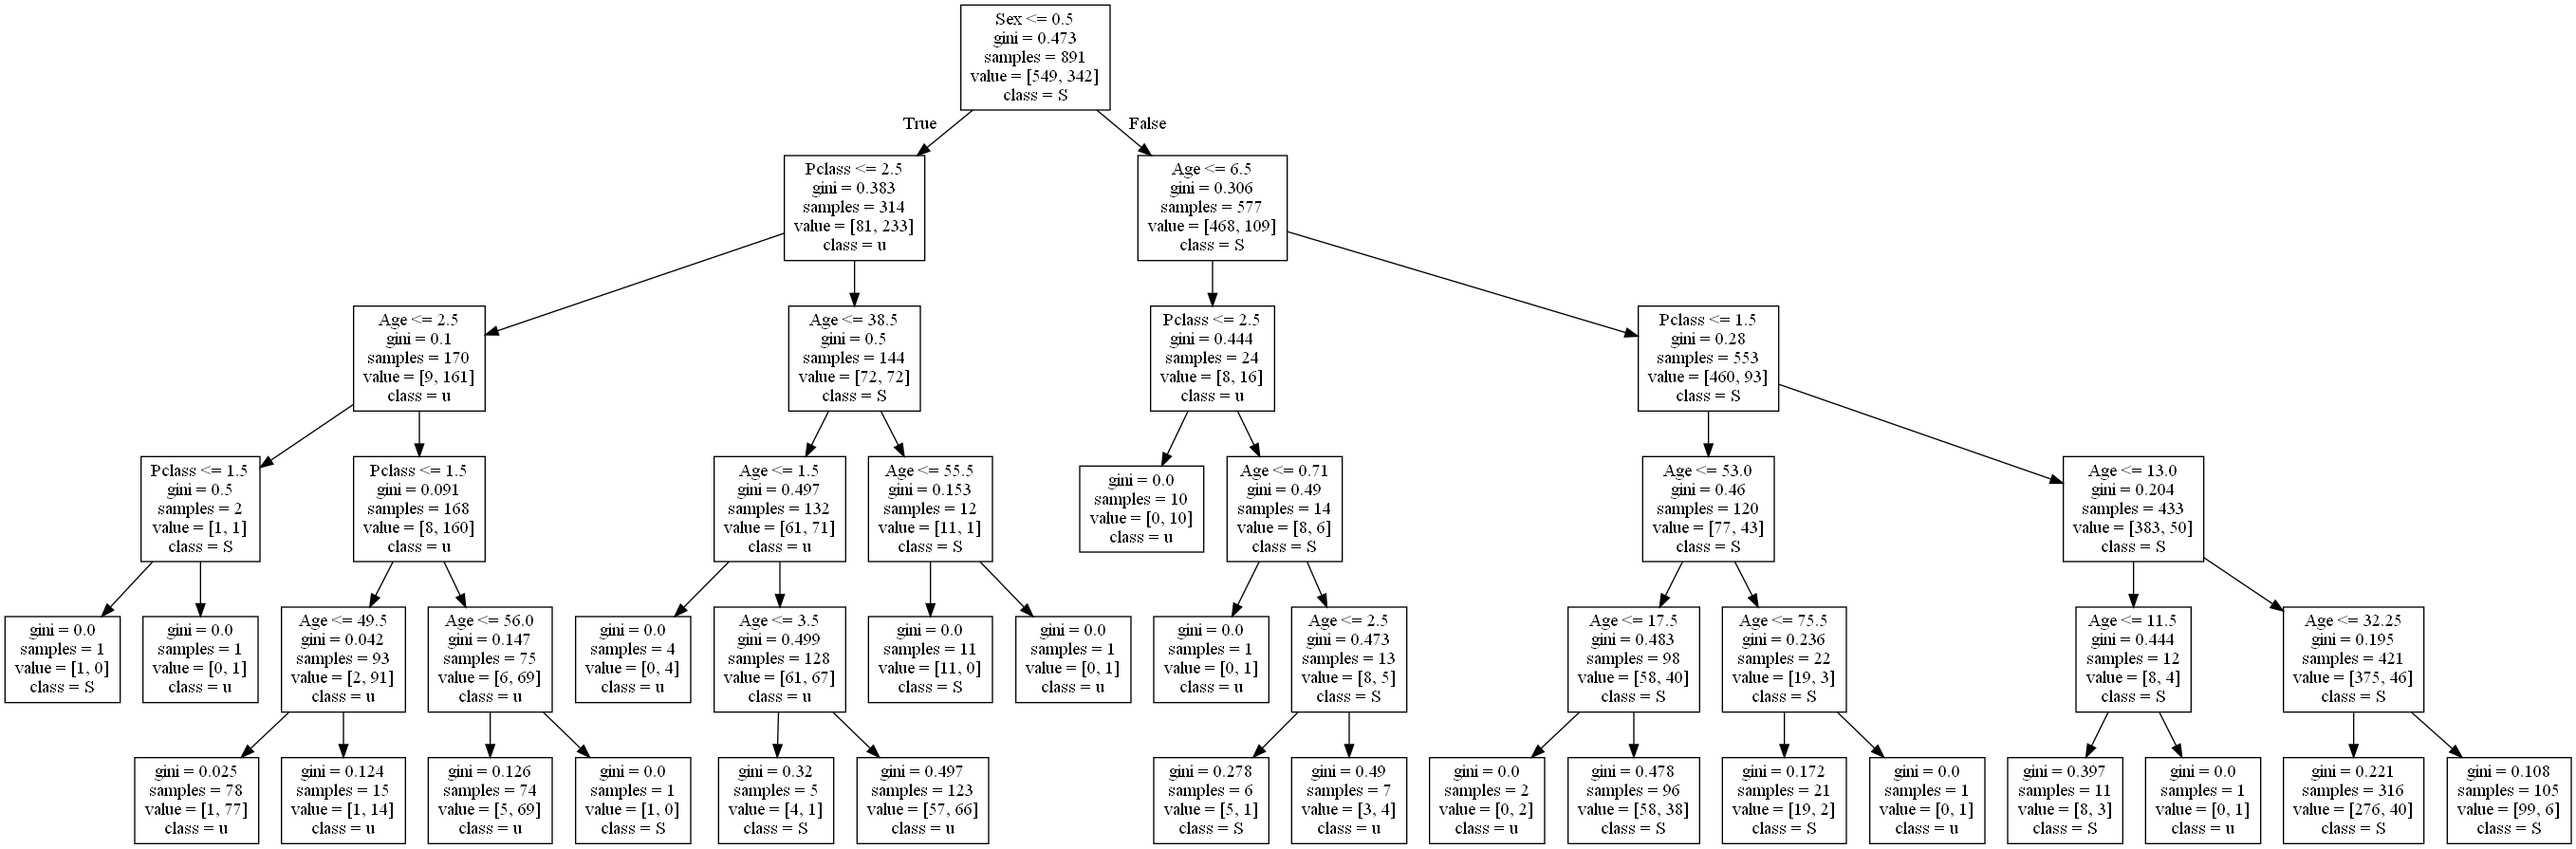 Sex <= 0.5
gini = 0.473
samples = 891
value = [549, 342]
class = S
True
False
Pclass <= 2.5
gini = 0.383
samples = 314
value = [81, 233]
class = u
Age <= 6.5
gini = 0.306
samples = 577
value = [468, 109]
class = S
Age <= 2.5
gini = 0.1
samples = 170
value = [9, 161]
class = u
Age <= 38.5
gini = 0.5
samples = 144
value = [72, 72]
class = S
Pclass <= 2.5
gini = 0.444
samples = 24
value = [8, 16]
class = u
Pclass <= 1.5
gini = 0.28
samples = 553
value = [460, 93]
class = S
Pclass <= 1.5
gini = 0.5
samples = 2
value = [1, 1]
class = S
Pclass <= 1.5
gini = 0.091
samples = 168
value = [8, 160]
class = u
Age <= 1.5
gini = 0.497
samples = 132
value = [61, 71]
class = u
Age <= 55.5
gini = 0.153
samples = 12
value = [11, 1]
class = S
gini = 0.0
samples = 10
value = [0, 10]
class = u
Age <= 0.71
gini = 0.49
samples = 14
value = [8, 6]
class = S
Age <= 53.0
gini = 0.46
samples = 120
value = [77, 43]
class = S
Age <= 13.0
gini = 0.204
samples = 433
value = [383, 50]
class = S
gini = 0.0
samples = 1
value = [1, 0]
class = S
gini = 0.0
samples = 1
value = [0, 1]
class = u
Age <= 49.5
gini = 0.042
samples = 93
value = [2, 91]
class = u
Age <= 56.0
gini = 0.147
samples = 75
value = [6, 69]
class = u
gini = 0.0
samples = 4
value = [0, 4]
class = u
Age <= 3.5
gini = 0.499
samples = 128
value = [61, 67]
class = u
gini = 0.0
samples = 11
value = [11, 0]
class = S
gini = 0.0
samples = 1
value = [0, 1]
class = u
gini = 0.0
samples = 1
value = [0, 1]
class = u
Age <= 2.5
gini = 0.473
samples = 13
value = [8, 5]
class = S
Age <= 17.5
gini = 0.483
samples = 98
value = [58, 40]
class = S
Age <= 75.5
gini = 0.236
samples = 22
value = [19, 3]
class = S
Age <= 11.5
gini = 0.444
samples = 12
value = [8, 4]
class = S
Age <= 32.25
gini = 0.195
samples = 421
value = [375, 46]
class = S
gini = 0.025
samples = 78
value = [1, 77]
class = u
gini = 0.124
samples = 15
value = [1, 14]
class = u
gini = 0.126
samples = 74
value = [5, 69]
class = u
gini = 0.0
samples = 1
value = [1, 0]
class = S
gini = 0.32
samples = 5
value = [4, 1]
class = S
gini = 0.497
samples = 123
value = [57, 66]
class = u
gini = 0.278
samples = 6
value = [5, 1]
class = S
gini = 0.49
samples = 7
value = [3, 4]
class = u
gini = 0.0
samples = 2
value = [0, 2]
class = u
gini = 0.478
samples = 96
value = [58, 38]
class = S
gini = 0.172
samples = 21
value = [19, 2]
class = S
gini = 0.0
samples = 1
value = [0, 1]
class = u
gini = 0.397
samples = 11
value = [8, 3]
class = S
gini = 0.0
samples = 1
value = [0, 1]
class = u
gini = 0.221
samples = 316
value = [276, 40]
class = S
gini = 0.108
samples = 105
value = [99, 6]
class = S